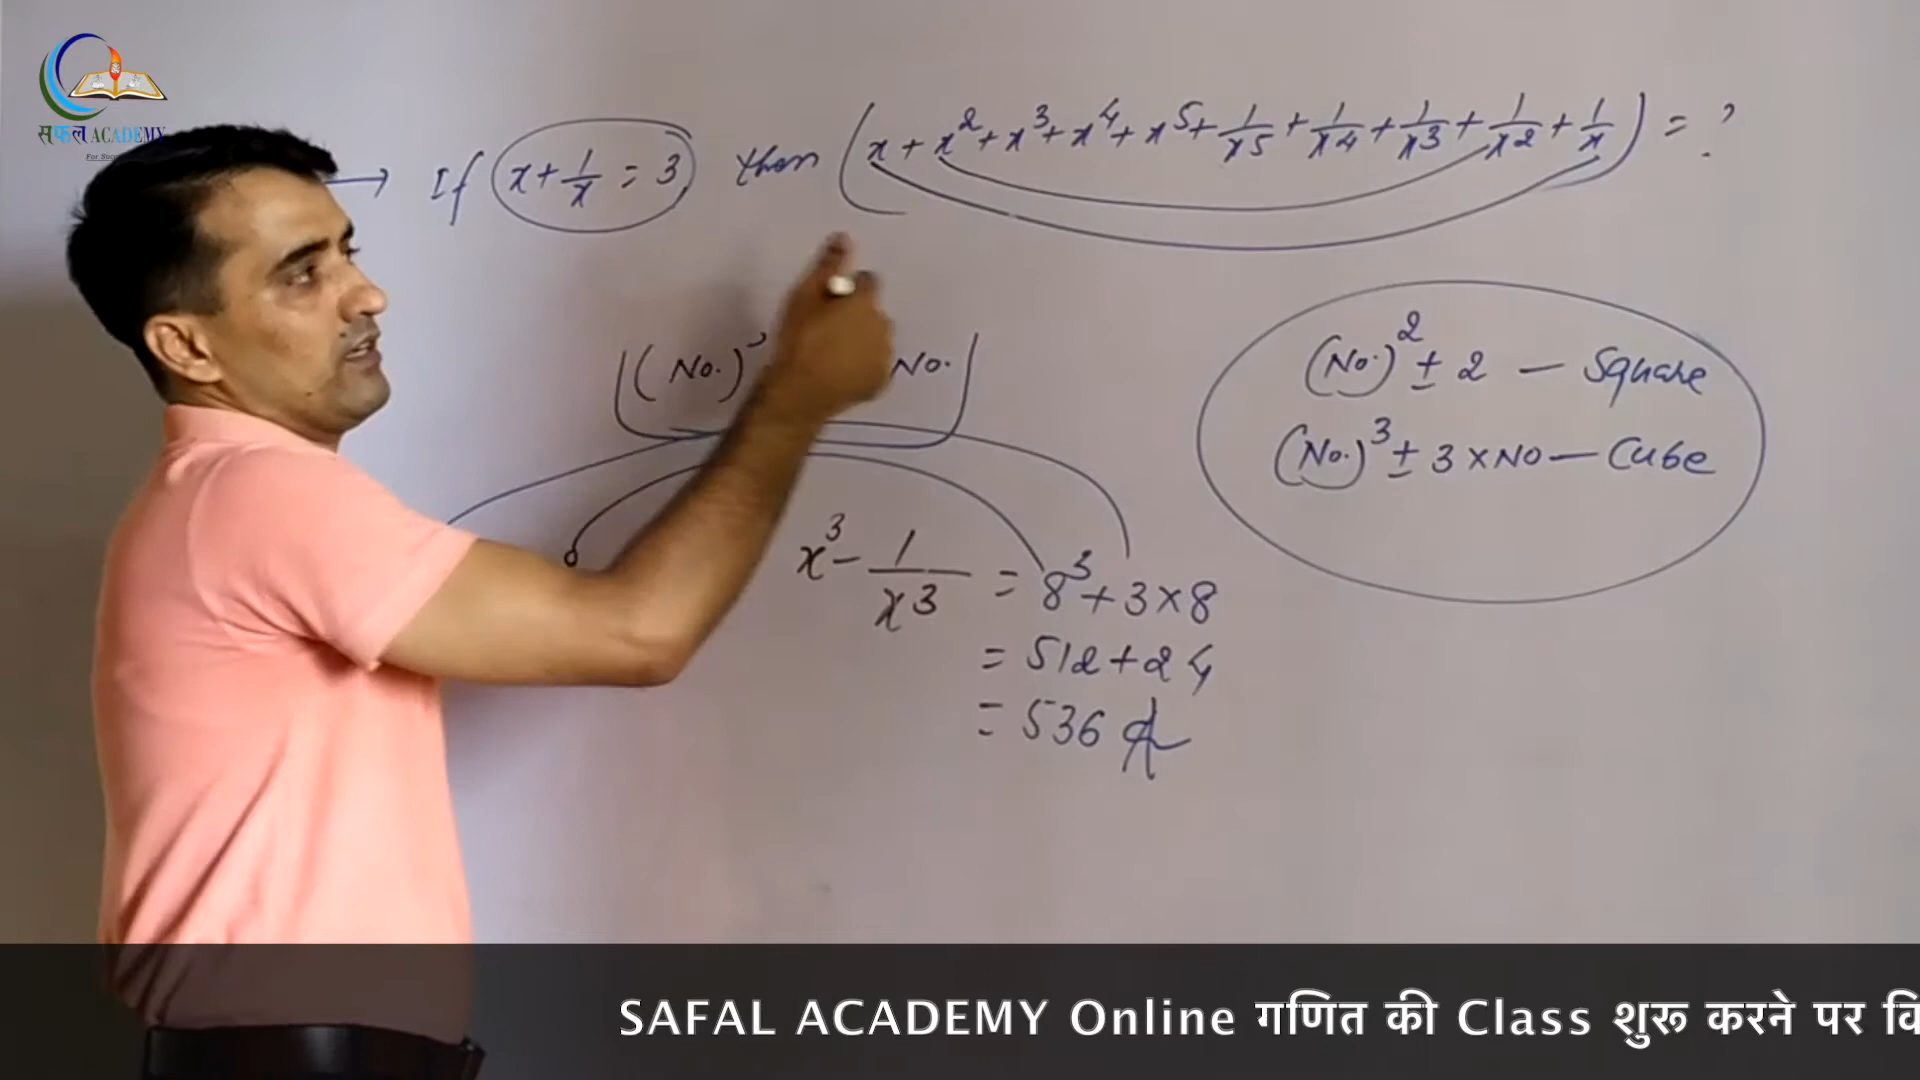 सफल ACADEMY
If x + 1/x = 3 then (x + x² + x³ + x⁴ + x⁵ + 1/x⁵ + 1/x⁴ + 1/x³ + 1/x² + 1/x) = ?
(No.) No.
(No.)² ± 2 — Square
(No.)³ ± 3 × NO — Cube
x³ - 1/x³ = 8³ + 3 × 8
= 512 + 24
= 536
SAFAL ACADEMY Online गणित की Class शुरू करने पर वि